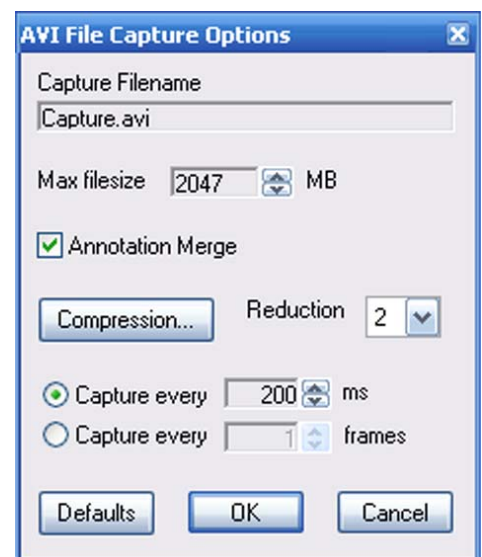 AVI File Capture Options
Capture Filename
Capture.avi
Max filesize 2047 MB
Annotation Merge
Compression... Reduction 2
Capture every 200 ms
Capture every 1 frames
Defaults OK Cancel